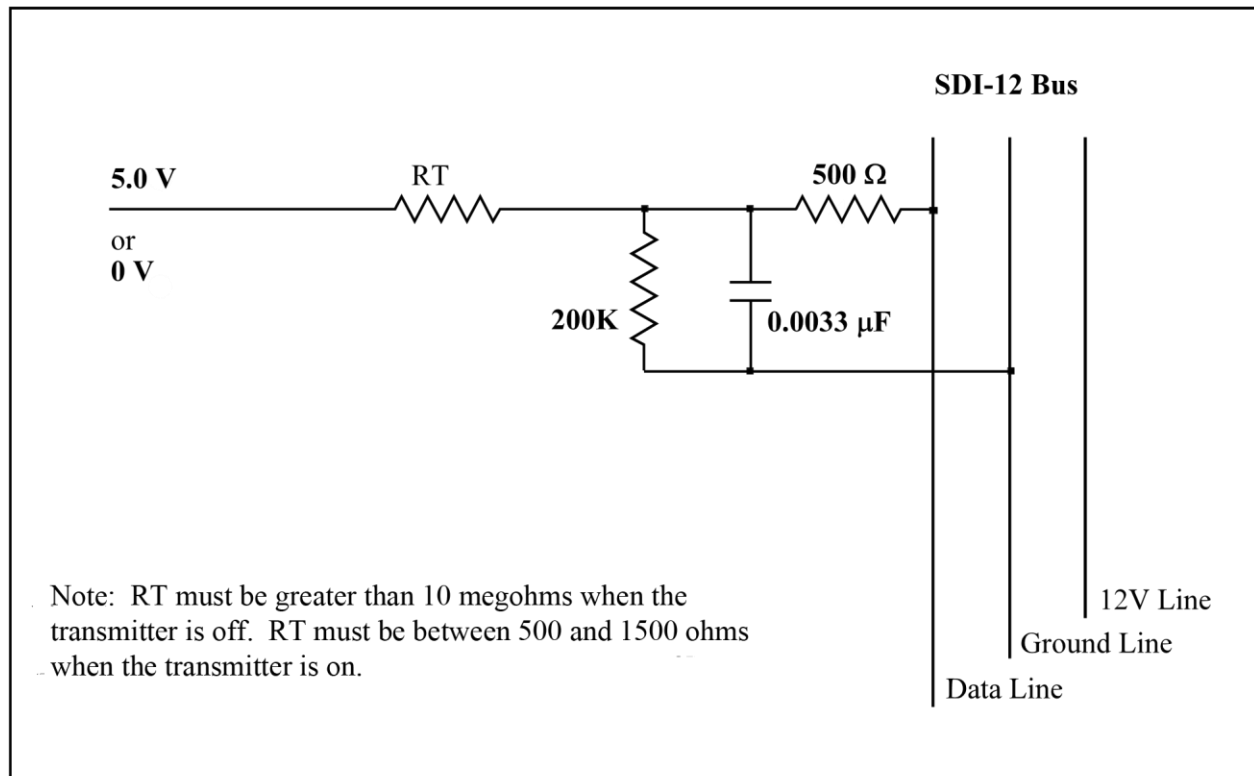 SDI-12 Bus
5.0 V
or
0 V
RT
500 Ω
200K
0.0033 μF
12V Line
Ground Line
Data Line
Note: RT must be greater than 10 megohms when the
transmitter is off. RT must be between 500 and 1500 ohms
when the transmitter is on.